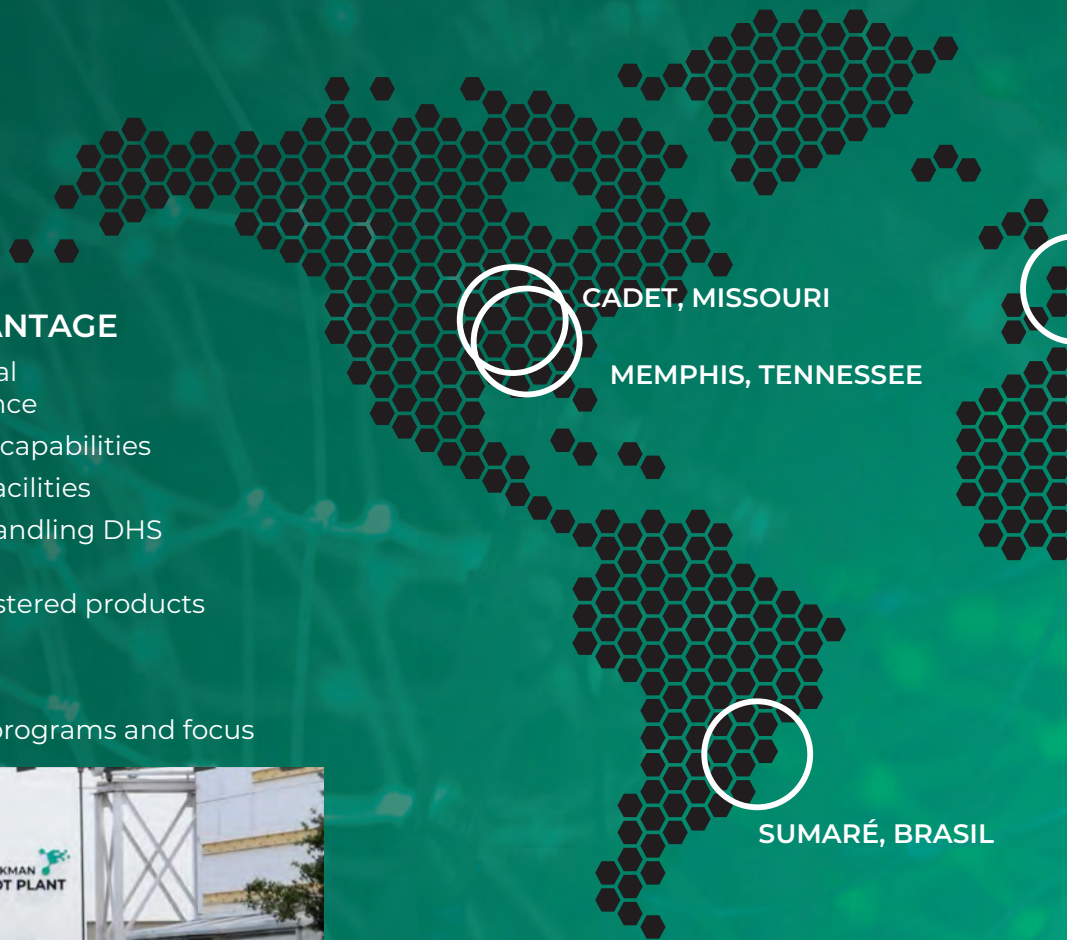 ANTAGE
al
nce
capabilities
acilities
andling DHS
stered products
programs and focus
KMAN
OT PLANT
CADET, MISSOURI
MEMPHIS, TENNESSEE
SUMARÉ, BRASIL